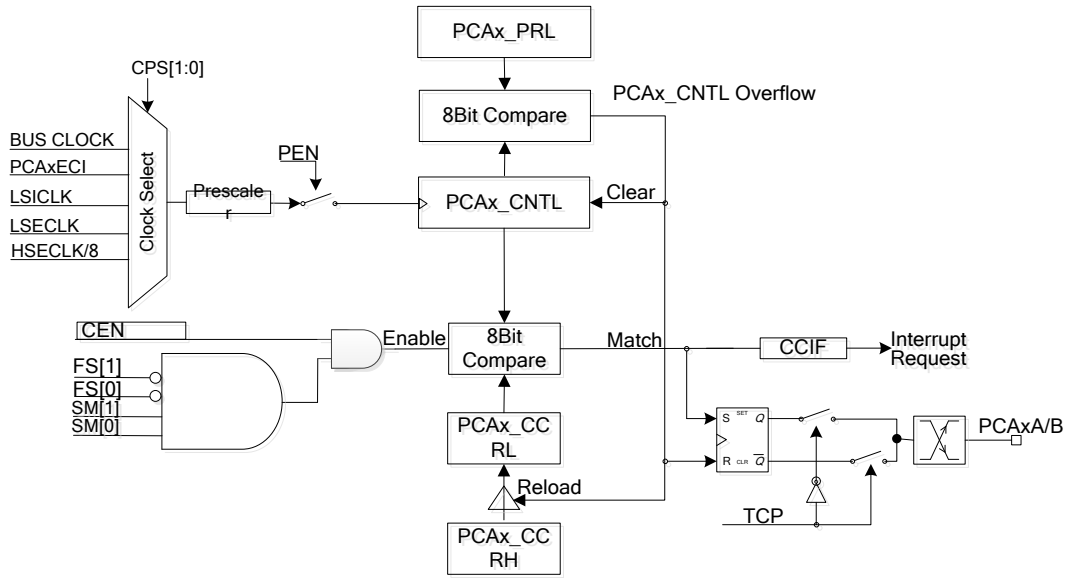 PCAx_PRL
CPS[1:0]
PCAx_CNTL Overflow
8Bit Compare
BUS CLOCK
PCAxECI
LSICLK
LSECLK
HSECLK/8
Clock Select
Prescale
r
PEN
PCAx_CNTL
Clear
CEN
FS[1]
FS[0]
SM[1]
SM[0]
Enable
8Bit
Compare
Match
CCIF
Interrupt
Request
PCAx_CC
RL
Reload
PCAx_CC
RH
S SET Q
R CLR Q
TCP
PCAxA/B